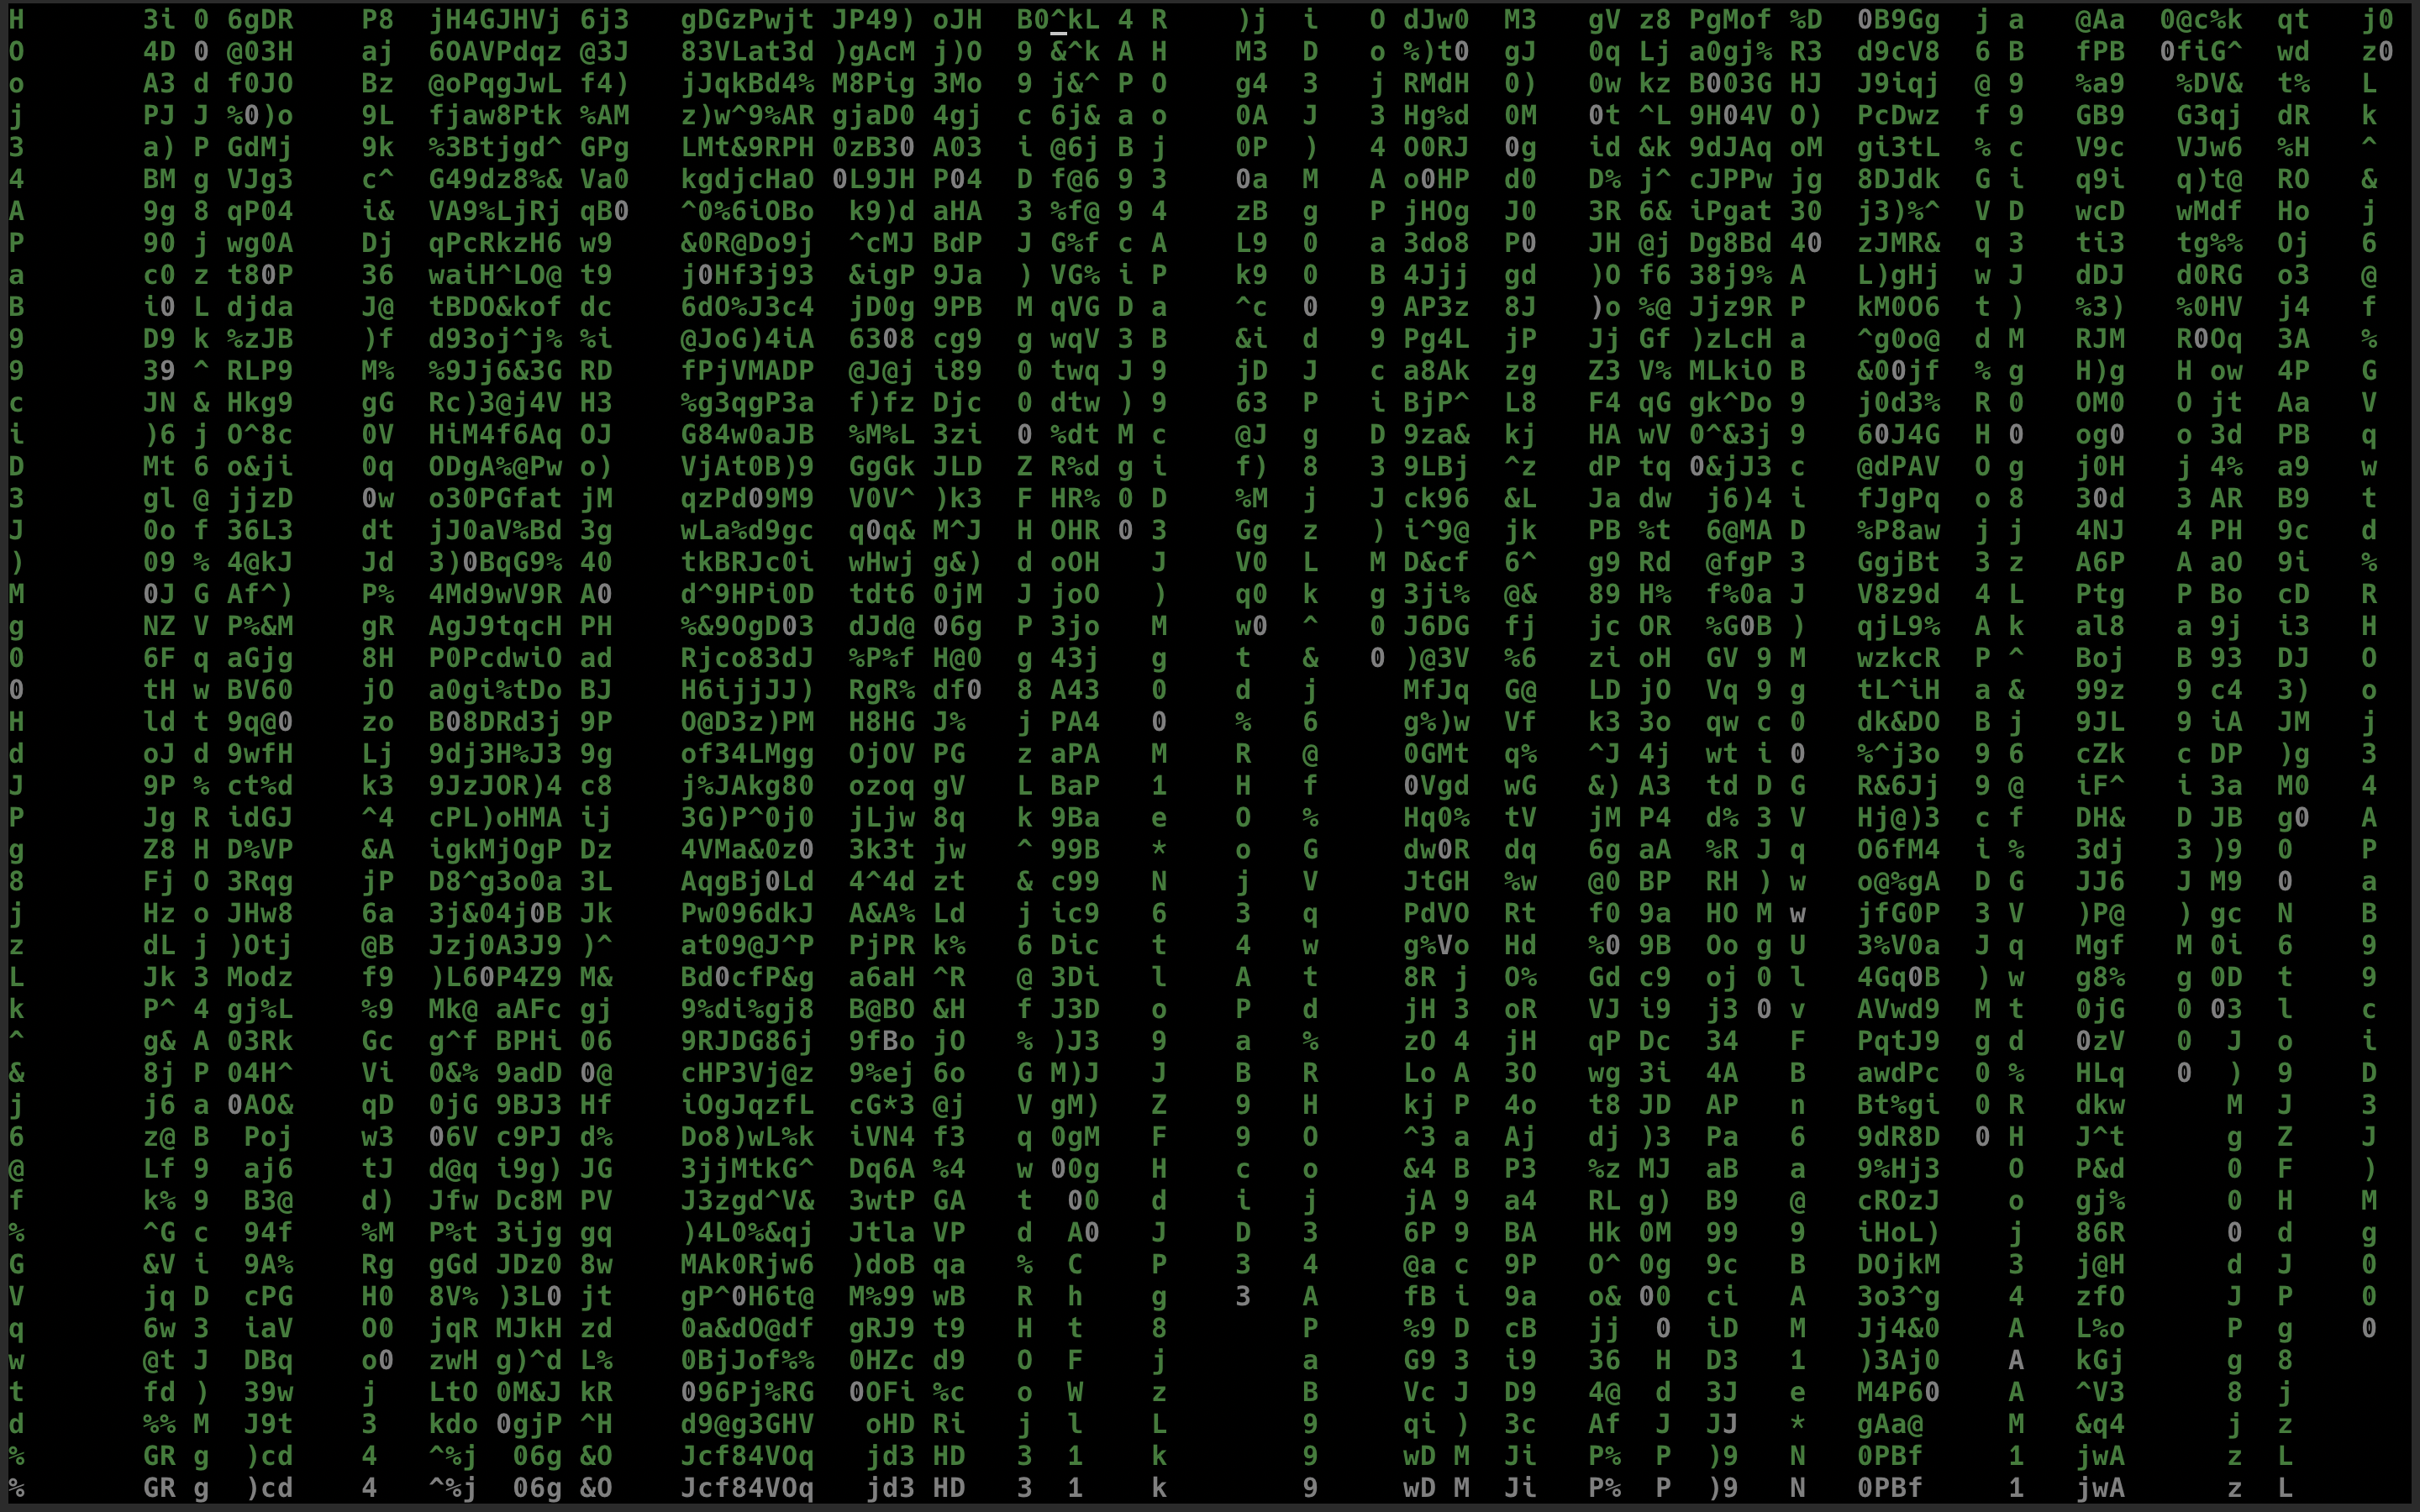 H 3i 0 6gDR P8 jH4GJHVj 6j3 gDGzPwjt JP49) oJH B0^kL 4 R )j i O dJw0 M3 gV z8 PgMof %D 0B9Gg j a @Aa 0@c%k qt j0
O 4D 0 @03H aj 6OAVPdqz @3J 83VLat3d )gAcM j)O 9 &^k A H M3 D o %)t0 gJ 0q Lj a0gj% R3 d9cV8 6 B fPB 0fiG^ wd z0
o A3 d f0JO Bz @oPqgJwL f4) jJqkBd4% M8Pig 3Mo 9 j&^ P O g4 3 j RMdH 0) 0w kz B003G HJ J9iqj @ 9 %a9 %DV& t% L
j PJ J %0)o 9L fjaw8Ptk %AM z)w^9%AR gjaD0 4gj c 6j& a o 0A J 3 Hg%d 0M 0t ^L 9H04V O) PcDwz f 9 GB9 G3qj dR k
3 a) P GdMj 9k %3Btjgd^ GPg LMt&9RPH 0zB30 A03 i @6j B j 0P ) 4 O0RJ 0g id &k 9dJAq oM gi3tL % c V9c VJw6 %H ^
4 BM g VJg3 c^ G49dz8%& Va0 kgdjcHaO 0L9JH P04 D f@6 9 3 0a M A o0HP d0 D% j^ cJPPw jg 8DJdk G i q9i q)t@ RO &
A 9g 8 qP04 i& VA9%LjRj qB0 ^0%6iOBo k9)d aHA 3 %f@ 9 4 zB g P jHOg J0 3R 6& iPgat 30 j3)%^ V D wcD wMdf Ho j
P 90 j wg0A Dj qPcRkzH6 w9 &0R@Do9j ^cMJ BdP J G%f c A L9 0 a 3do8 P0 JH @j Dg8Bd 40 zJMR& q 3 ti3 tg%% Oj 6
a c0 z t80P 36 waiH^LO@ t9 j0Hf3j93 &igP 9Ja ) VG% i P k9 0 B 4Jjj gd )O f6 38j9% A L)gHj w J dDJ d0RG o3 @
B i0 L djda J@ tBDO&kof dc 6dO%J3c4 jD0g 9PB M qVG D a ^c 0 9 AP3z 8J )o %@ Jjz9R P kM0O6 t ) %3) %0HV j4 f
9 D9 k %zJB )f d93oj^j% %i @JoG)4iA 6308 cg9 g wqV 3 B &i d 9 Pg4L jP Jj Gf )zLcH a ^g0o@ d M RJM R0Oq 3A %
9 39 ^ RLP9 M% %9Jj6&3G RD fPjVMADP @J@j i89 0 twq J 9 jD J c a8Ak zg Z3 V% MLkiO B &00jf % g H)g H ow 4P G
c JN & Hkg9 gG Rc)3@j4V H3 %g3qgP3a f)fz Djc 0 dtw ) 9 63 P i BjP^ L8 F4 qG gk^Do 9 j0d3% R 0 OM0 O jt Aa V
i )6 j O^8c 0V HiM4f6Aq OJ G84w0aJB %M%L 3zi 0 %dt M c @J g D 9za& kj HA wV 0^&3j 9 60J4G H 0 og0 o 3d PB q
D Mt 6 o&ji 0q ODgA%@Pw o) VjAt0B)9 GgGk JLD Z R%d g i f) 8 3 9LBj ^z dP tq 0&jJ3 c @dPAV O g j0H j 4% a9 w
3 gl @ jjzD 0w o30PGfat jM qzPd09M9 V0V^ )k3 F HR% 0 D %M j J ck96 &L Ja dw j6)4 i fJgPq o 8 30d 3 AR B9 t
J 0o f 36L3 dt jJ0aV%Bd 3g wLa%d9gc q0q& M^J H OHR 0 3 Gg z ) i^9@ jk PB %t 6@MA D %P8aw j j 4NJ 4 PH 9c d
) 09 % 4@kJ Jd 3)0BqG9% 40 tkBRJc0i wHwj g&) d oOH J V0 L M D&cf 6^ g9 Rd @fgP 3 GgjBt 3 z A6P A aO 9i %
M 0J G Af^) P% 4Md9wV9R A0 d^9HPi0D tdt6 0jM J joO ) q0 k g 3ji% @& 89 H% f%0a J V8z9d 4 L Ptg P Bo cD R
g NZ V P%&M gR AgJ9tqcH PH %&9OgD03 dJd@ 06g P 3jo M w0 ^ 0 J6DG fj jc OR %G0B ) qjL9% A k al8 a 9j i3 H
0 6F q aGjg 8H P0PcdwiO ad Rjco83dJ %P%f H@0 g 43j g t & 0 )@3V %6 zi oH GV 9 M wzkcR P ^ Boj B 93 DJ O
0 tH w BV60 jO a0gi%tDo BJ H6ijjJJ) RgR% df0 8 A43 0 d j MfJq G@ LD jO Vq 9 g tL^iH a & 99z 9 c4 3) o
H ld t 9q@0 zo B08DRd3j 9P O@D3z)PM H8HG J% j PA4 0 % 6 g%)w Vf k3 3o qw c 0 dk&DO B j 9JL 9 iA JM j
d oJ d 9wfH Lj 9dj3H%J3 9g of34LMgg OjOV PG z aPA M R @ 0GMt q% ^J 4j wt i 0 %^j3o 9 6 cZk c DP )g 3
J 9P % ct%d k3 9JzJOR)4 c8 j%JAkg80 ozoq gV L BaP 1 H f 0Vgd wG &) A3 td D G R&6Jj 9 @ iF^ i 3a M0 4
P Jg R idGJ ^4 cPL)oHMA ij 3G)P^0j0 jLjw 8q k 9Ba e O % Hq0% tV jM P4 d% 3 V Hj@)3 c f DH& D JB g0 A
g Z8 H D%VP &A igkMjOgP Dz 4VMa&0z0 3k3t jw ^ 99B * o G dw0R dq 6g aA %R J q O6fM4 i % 3dj 3 )9 0 P
8 Fj O 3Rqg jP D8^g3o0a 3L AqgBj0Ld 4^4d zt & c99 N j V JtGH %w @0 BP RH ) w o@%gA D G JJ6 J M9 0 a
j Hz o JHw8 6a 3j&04j0B Jk Pw096dkJ A&A% Ld j ic9 6 3 q PdVO Rt f0 9a HO M w jfG0P 3 V )P@ ) gc N B
z dL j )Otj @B Jzj0A3J9 )^ at09@J^P PjPR k% 6 Dic t 4 w g%Vo Hd %0 9B Oo g U 3%V0a J q Mgf M 0i 6 9
L Jk 3 Modz f9 )L60P4Z9 M& Bd0cfP&g a6aH ^R @ 3Di l A t 8R j O% Gd c9 oj 0 l 4Gq0B ) w g8% g 0D t 9
k P^ 4 gj%L %9 Mk@ aAFc gj 9%di%gj8 B@BO &H f J3D o P d jH 3 oR VJ i9 j3 0 v AVwd9 M t 0jG 0 03 l c
^ g& A 03Rk Gc g^f BPHi 06 9RJDG86j 9fBo jO % )J3 9 a % zO 4 jH qP Dc 34 F PqtJ9 g d 0zV 0 J o i
& 8j P 04H^ Vi 0&% 9adD 0@ cHP3Vj@z 9%ej 6o G M)J J B R Lo A 3O wg 3i 4A B awdPc 0 % HLq 0 ) 9 D
j j6 a 0AO& qD 0jG 9BJ3 Hf iOgJqzfL cG*3 @j V gM) Z 9 H kj P 4o t8 JD AP n Bt%gi 0 R dkw M J 3
6 z@ B Poj w3 06V c9PJ d% Do8)wL%k iVN4 f3 q 0gM F 9 O ^3 a Aj dj )3 Pa 6 9dR8D 0 H J^t g Z J
@ Lf 9 aj6 tJ d@q i9g) JG 3jjMtkG^ Dq6A %4 w 00g H c o &4 B P3 %z MJ aB a 9%Hj3 O P&d 0 F )
f k% 9 B3@ d) Jfw Dc8M PV J3zgd^V& 3wtP GA t 00 d i j jA 9 a4 RL g) B9 @ cROzJ o gj% 0 H M
% ^G c 94f %M P%t 3ijg gq )4L0%&qj Jtla VP d A0 J D 3 6P 9 BA Hk 0M 99 9 iHoL) j 86R 0 d g
G &V i 9A% Rg gGd JDz0 8w MAk0Rjw6 )doB qa % C P 3 4 @a c 9P O^ 0g 9c B DOjkM 3 j@H d J 0
V jq D cPG H0 8V% )3L0 jt gP^0H6t@ M%99 wB R h g 3 A fB i 9a o& 00 ci A 3o3^g 4 zfO J P 0
q 6w 3 iaV O0 jqR MJkH zd 0a&dO@df gRJ9 t9 H t 8 P %9 D cB jj 0 iD M Jj4&0 A L%o P g 0
w @t J DBq o0 zwH g)^d L% 0BjJof%% 0HZc d9 O F j a G9 3 i9 36 H D3 1 )3Aj0 A kGj g 8
t fd ) 39w j LtO 0M&J kR 096Pj%RG 0OFi %c o W z B Vc J D9 4@ d 3J e M4P60 A ^V3 8 j
d %% M J9t 3 kdo 0gjP ^H d9@g3GHV oHD Ri j l L 9 qi ) 3c Af J JJ * gAa@ M &q4 j z
% GR g )cd 4 ^%j 06g &O Jcf84VOq jd3 HD 3 1 k 9 wD M Ji P% P )9 N 0PBf 1 jwA z L
% GR g )cd 4 ^%j 06g &O Jcf84VOq jd3 HD 3 1 k 9 wD M Ji P% P )9 N 0PBf 1 jwA z L